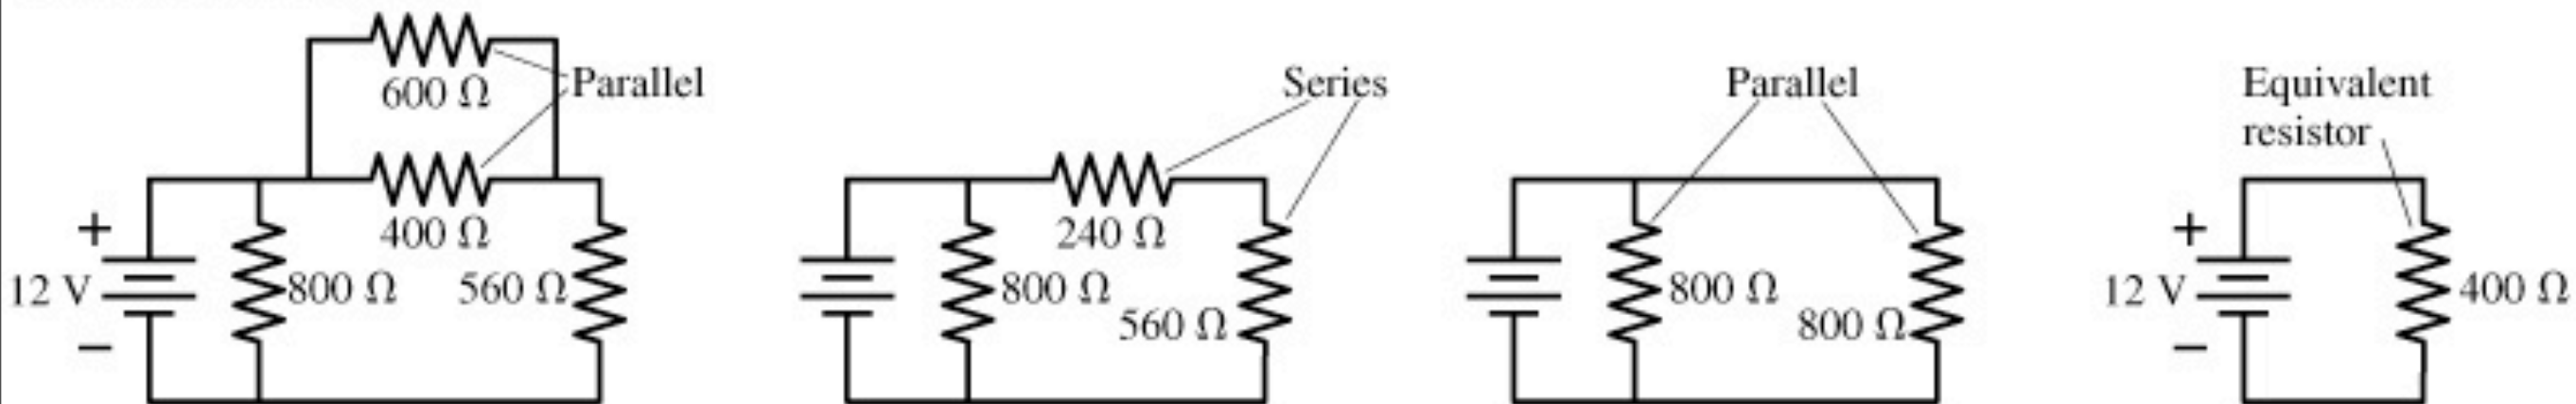 600 Ω
Parallel
400 Ω
+
12 V
−
800 Ω
560 Ω
Series
240 Ω
800 Ω
560 Ω
Parallel
800 Ω
800 Ω
Equivalent
resistor
+
12 V
−
400 Ω